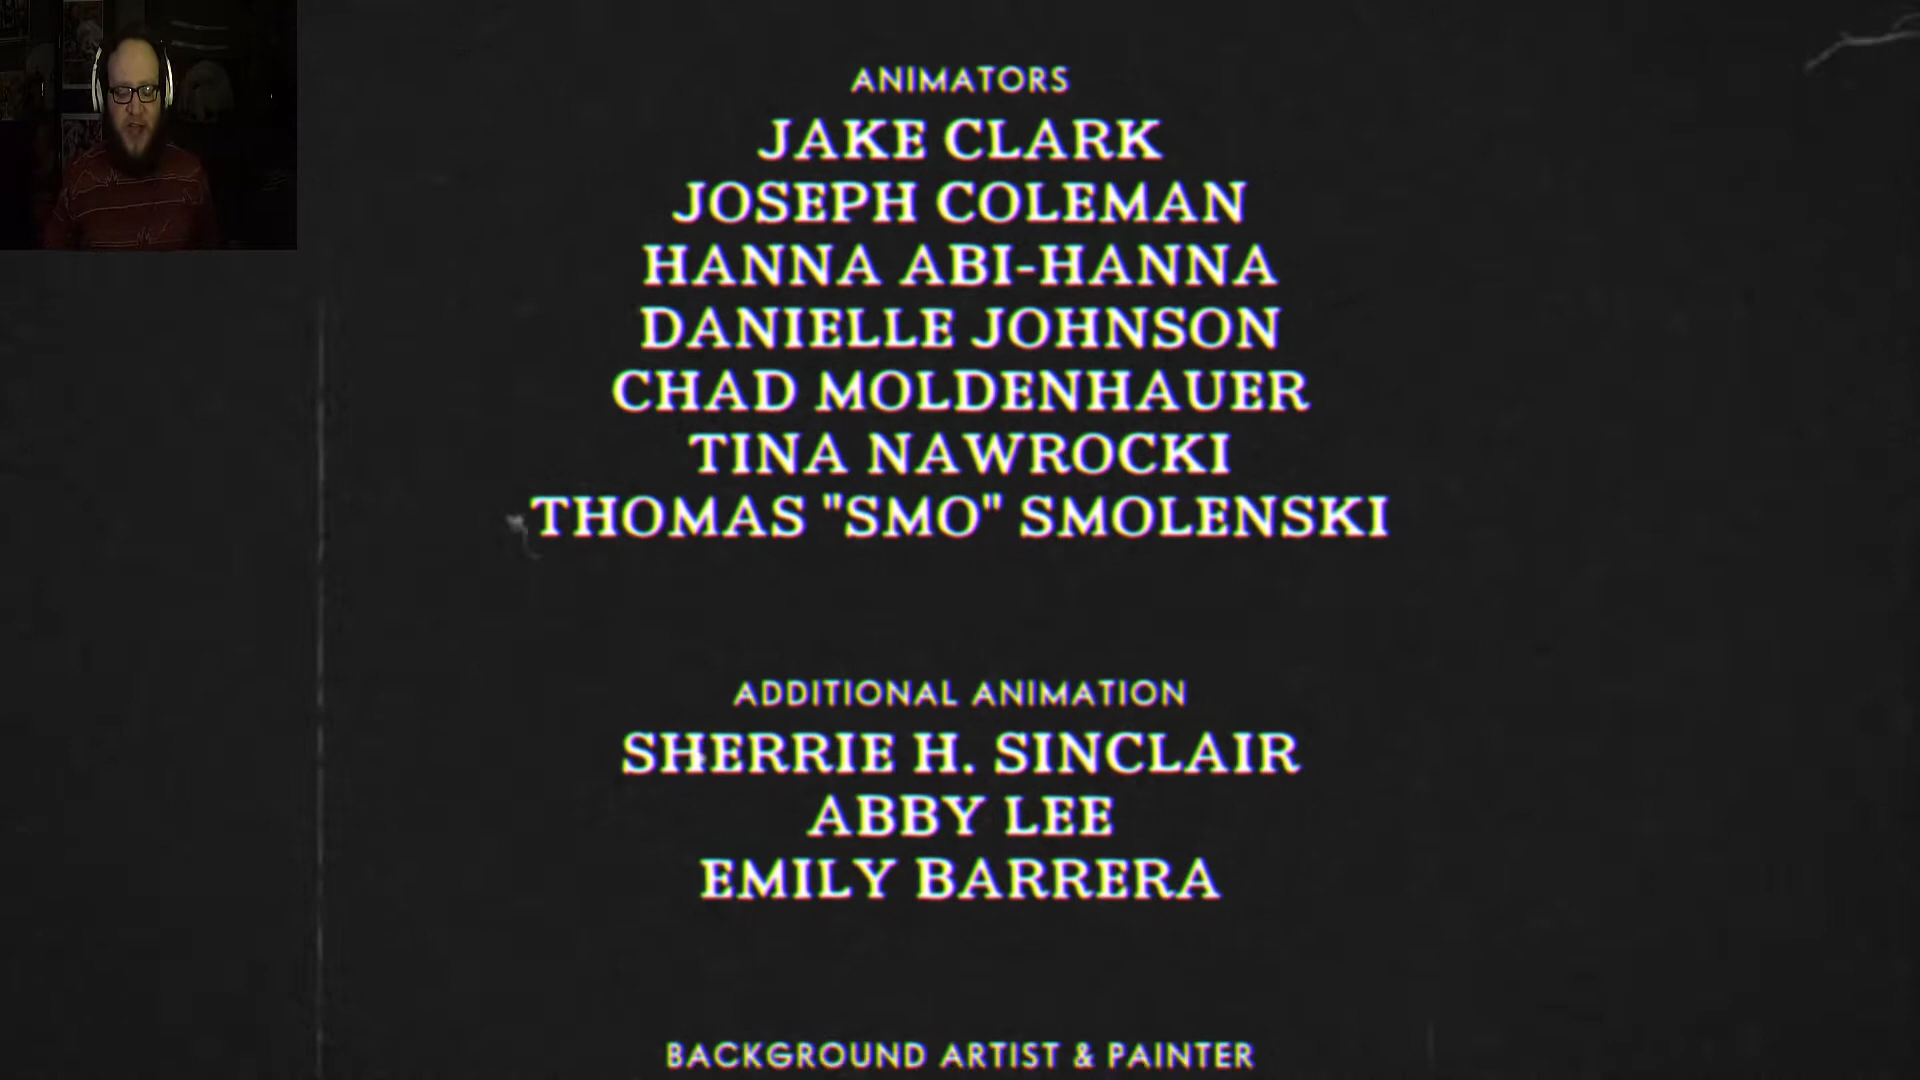 ANIMATORS
JAKE CLARK
JOSEPH COLEMAN
HANNA ABI-HANNA
DANIELLE JOHNSON
CHAD MOLDENHAUER
TINA NAWROCKI
THOMAS "SMO" SMOLENSKI
ADDITIONAL ANIMATION
SHERRIE H. SINCLAIR
ABBY LEE
EMILY BARRERA
BACKGROUND ARTIST & PAINTER